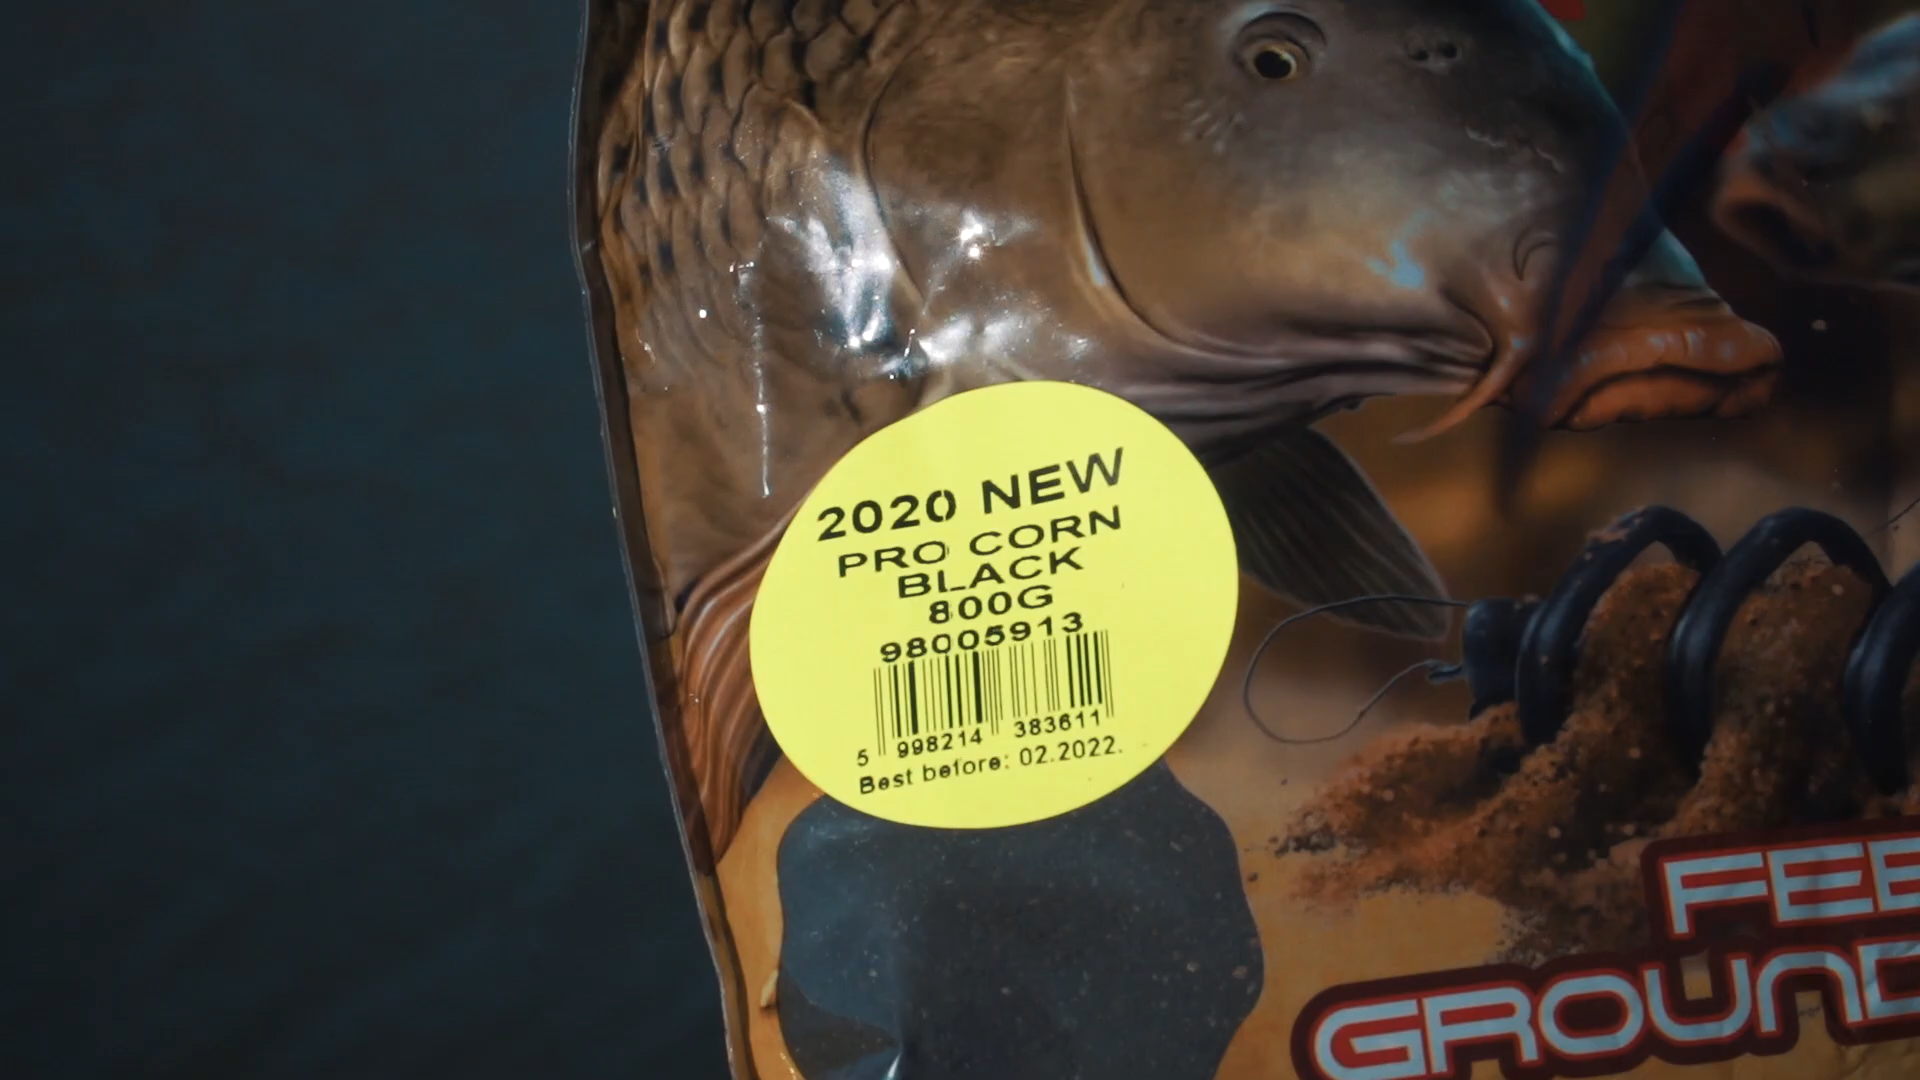 2020 NEW
PRO CORN
BLACK
800G
98005913
5 998214 383611
Best before: 02.2022.
FEE
GROUND